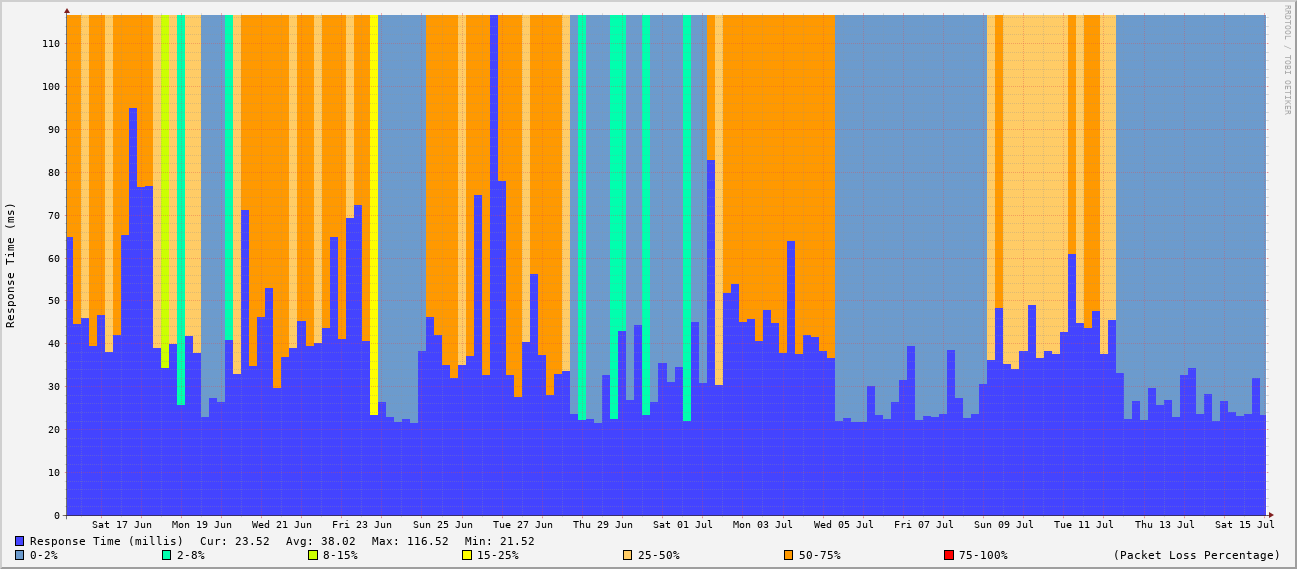 RRDTOOL / TOBI OETIKER
Response Time (ms)
110
100
90
80
70
60
50
40
30
20
10
0
Sat 17 Jun Mon 19 Jun Wed 21 Jun Fri 23 Jun Sun 25 Jun Tue 27 Jun Thu 29 Jun Sat 01 Jul Mon 03 Jul Wed 05 Jul Fri 07 Jul Sun 09 Jul Tue 11 Jul Thu 13 Jul Sat 15 Jul
Response Time (millis) Cur: 23.52 Avg: 38.02 Max: 116.52 Min: 21.52
0-2% 2-8% 8-15% 15-25% 25-50% 50-75% 75-100% (Packet Loss Percentage)